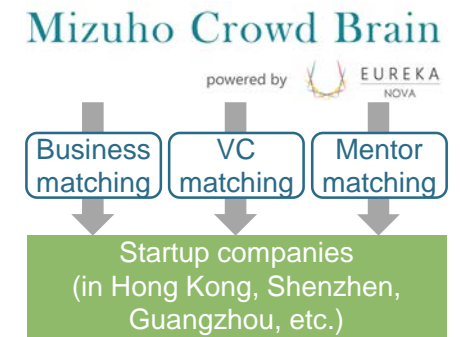 Mizuho Crowd Brain
powered by EUREKA
NOVA
Business matching
VC matching
Mentor matching
Startup companies
(in Hong Kong, Shenzhen,
Guangzhou, etc.)